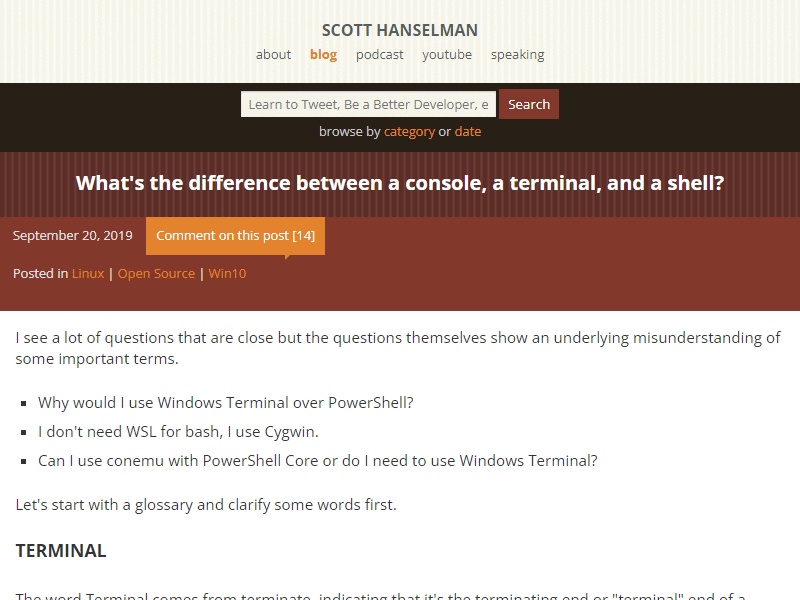 SCOTT HANSELMAN
about blog podcast youtube speaking
Learn to Tweet, Be a Better Developer, e
Search
browse by category or date
What's the difference between a console, a terminal, and a shell?
September 20, 2019
Comment on this post [14]
Posted in Linux | Open Source | Win10
I see a lot of questions that are close but the questions themselves show an underlying misunderstanding of
some important terms.
Why would I use Windows Terminal over PowerShell?
I don't need WSL for bash, I use Cygwin.
Can I use conemu with PowerShell Core or do I need to use Windows Terminal?
Let's start with a glossary and clarify some words first.
TERMINAL
The word Terminal comes from terminate, indicating that it's the terminating end or "terminal" end of a